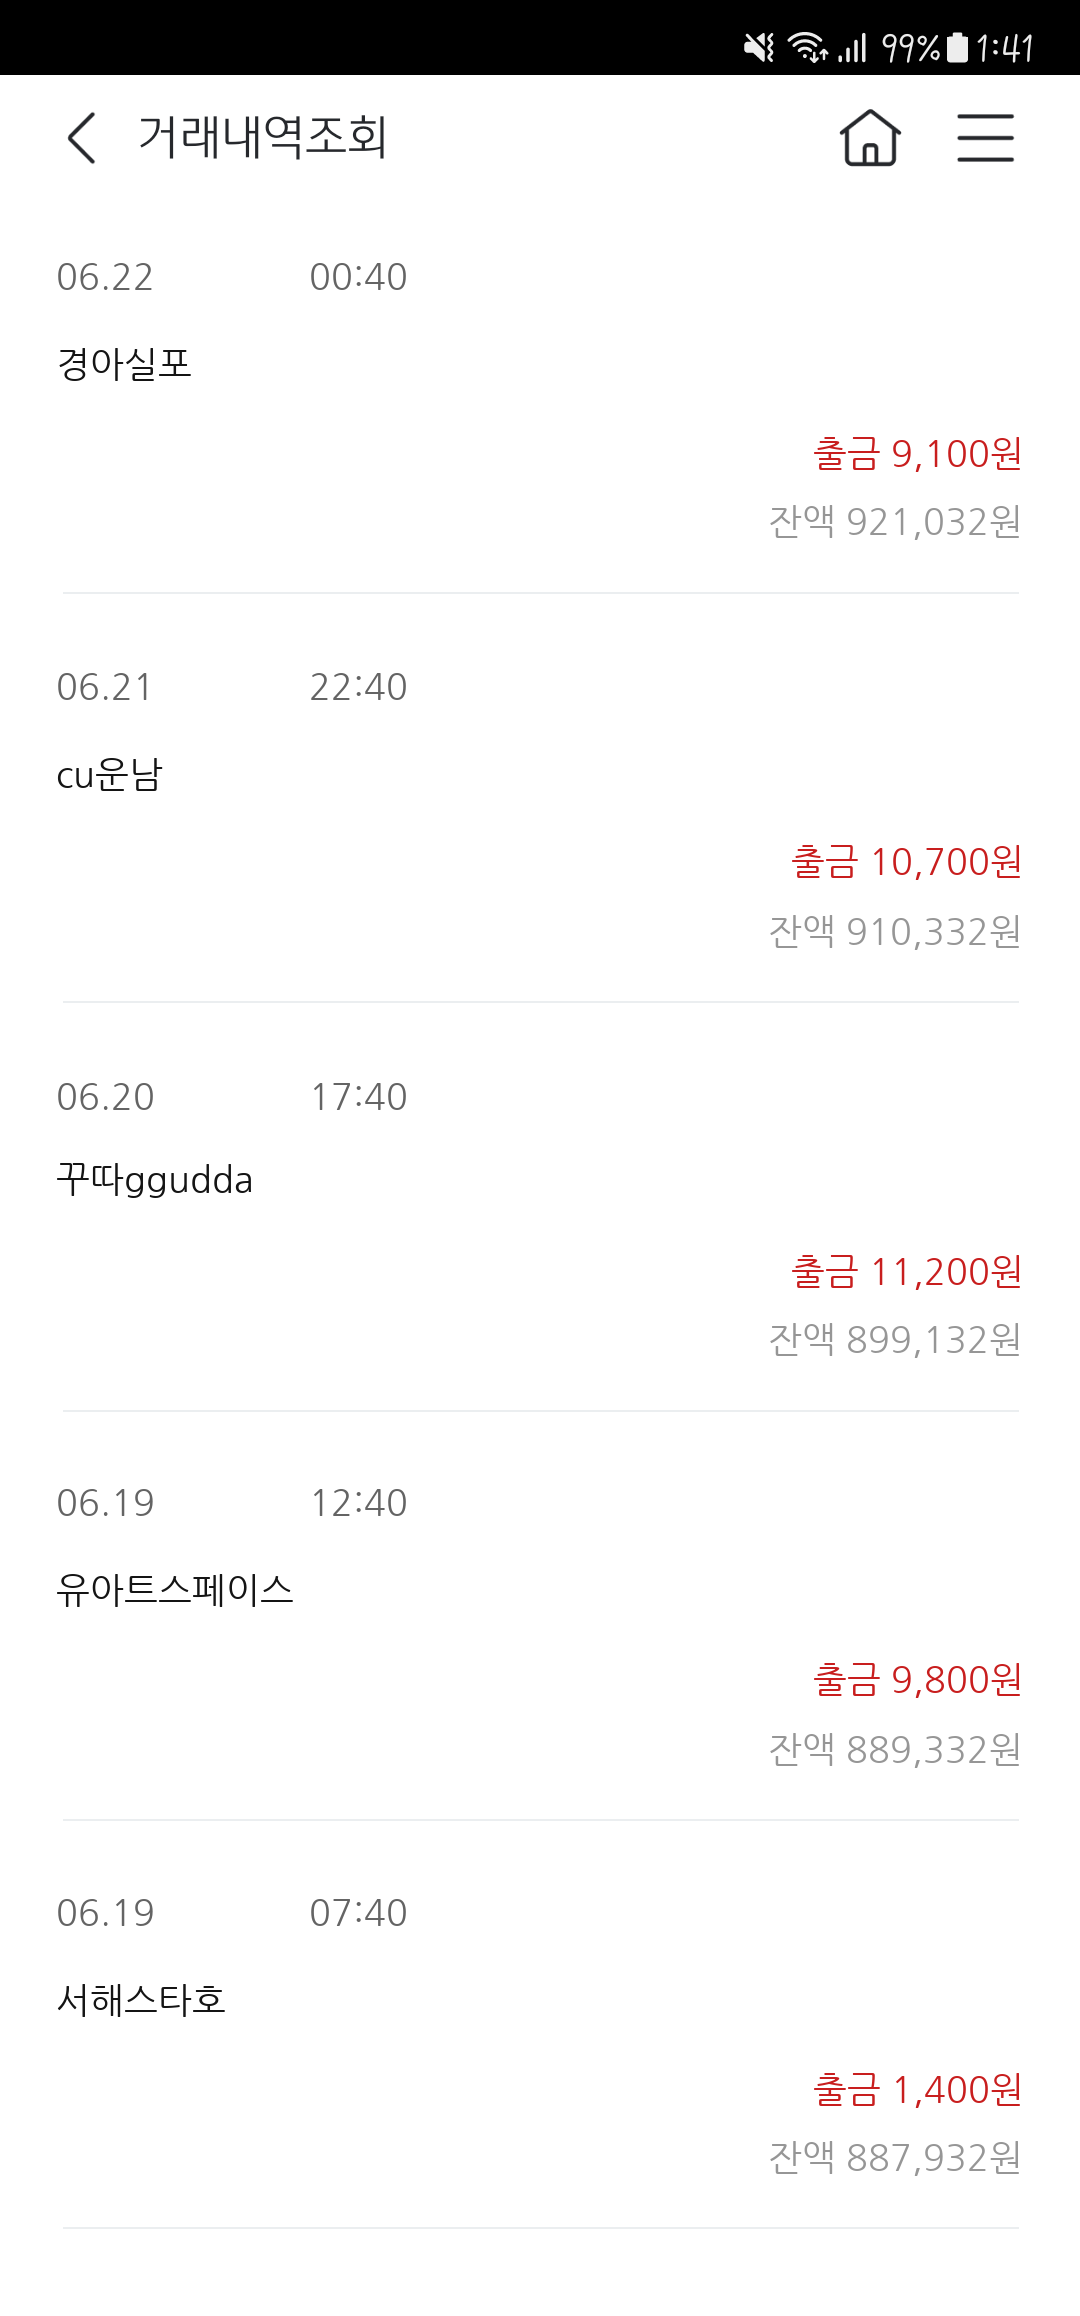 99% 1:41
거래내역조회
06.22 00:40
경아실포
출금 9,100원
잔액 921,032원
06.21 22:40
cu운남
출금 10,700원
잔액 910,332원
06.20 17:40
꾸따ggudda
출금 11,200원
잔액 899,132원
06.19 12:40
유아트스페이스
출금 9,800원
잔액 889,332원
06.19 07:40
서해스타호
출금 1,400원
잔액 887,932원